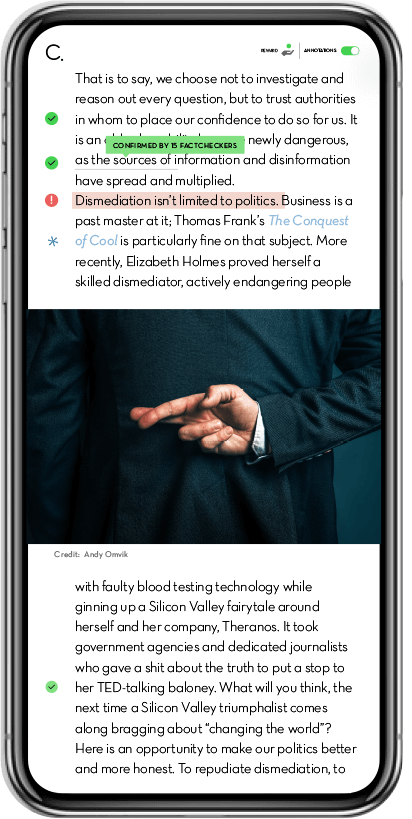 C.
REWARD
ANNOTATIONS
That is to say, we choose not to investigate and
reason out every question, but to trust authorities
in whom to place our confidence to do so for us. It
is an newly dangerous,
CONFIRMED BY 15 FACTCHECKERS
as the sources of information and disinformation
have spread and multiplied.
Dismediation isn't limited to politics. Business is a
past master at it; Thomas Frank's The Conquest
of Cool is particularly fine on that subject. More
recently, Elizabeth Holmes proved herself a
skilled dismediator, actively endangering people
Credit: Andy Omvik
with faulty blood testing technology while
ginning up a Silicon Valley fairytale around
herself and her company, Theranos. It took
government agencies and dedicated journalists
who gave a shit about the truth to put a stop to
her TED-talking baloney. What will you think, the
next time a Silicon Valley triumphalist comes
along bragging about “changing the world”?
Here is an opportunity to make our politics better
and more honest. To repudiate dismediation, to